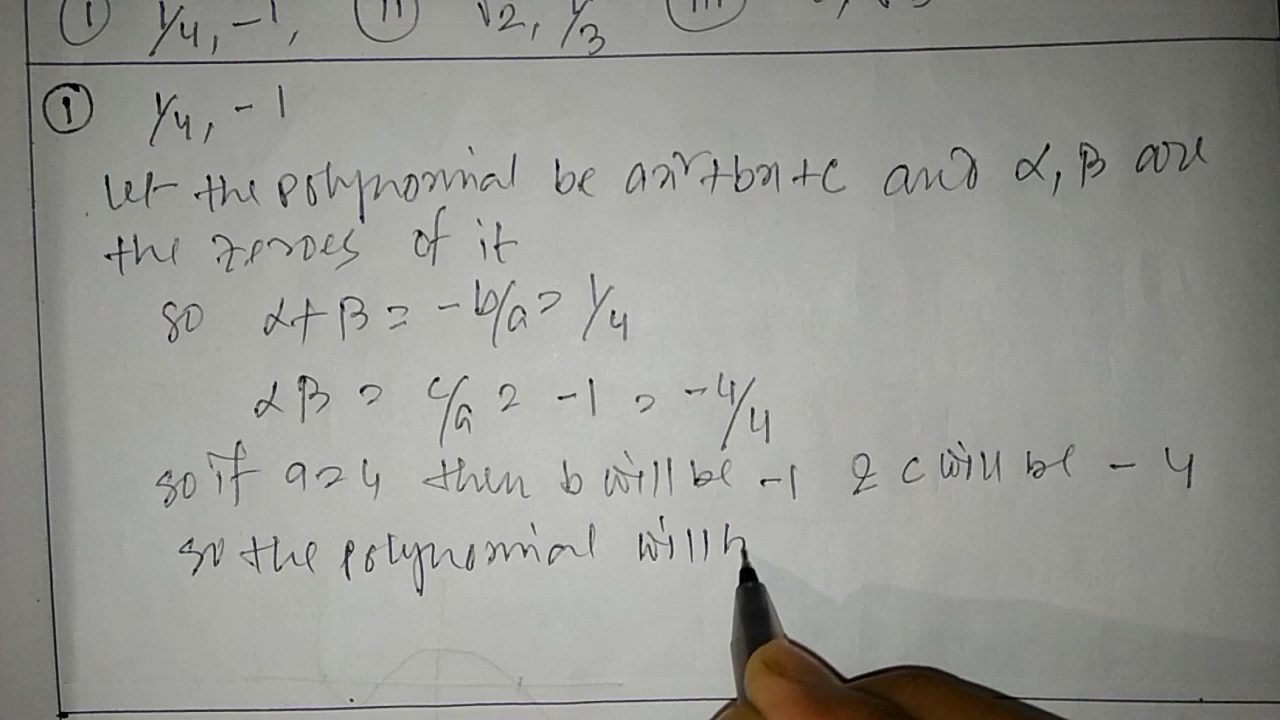 (i) 1/4, -1, (ii) √2, 1/3 (iii)
(1) 1/4, -1
Let the polynomial be ax²+bx+c and α, β are
the zeroes of it
so α+β = -b/a = 1/4
αβ = c/a = -1 = -4/4
so if a=4 then b will be -1 & c will be -4
so the polynomial will b